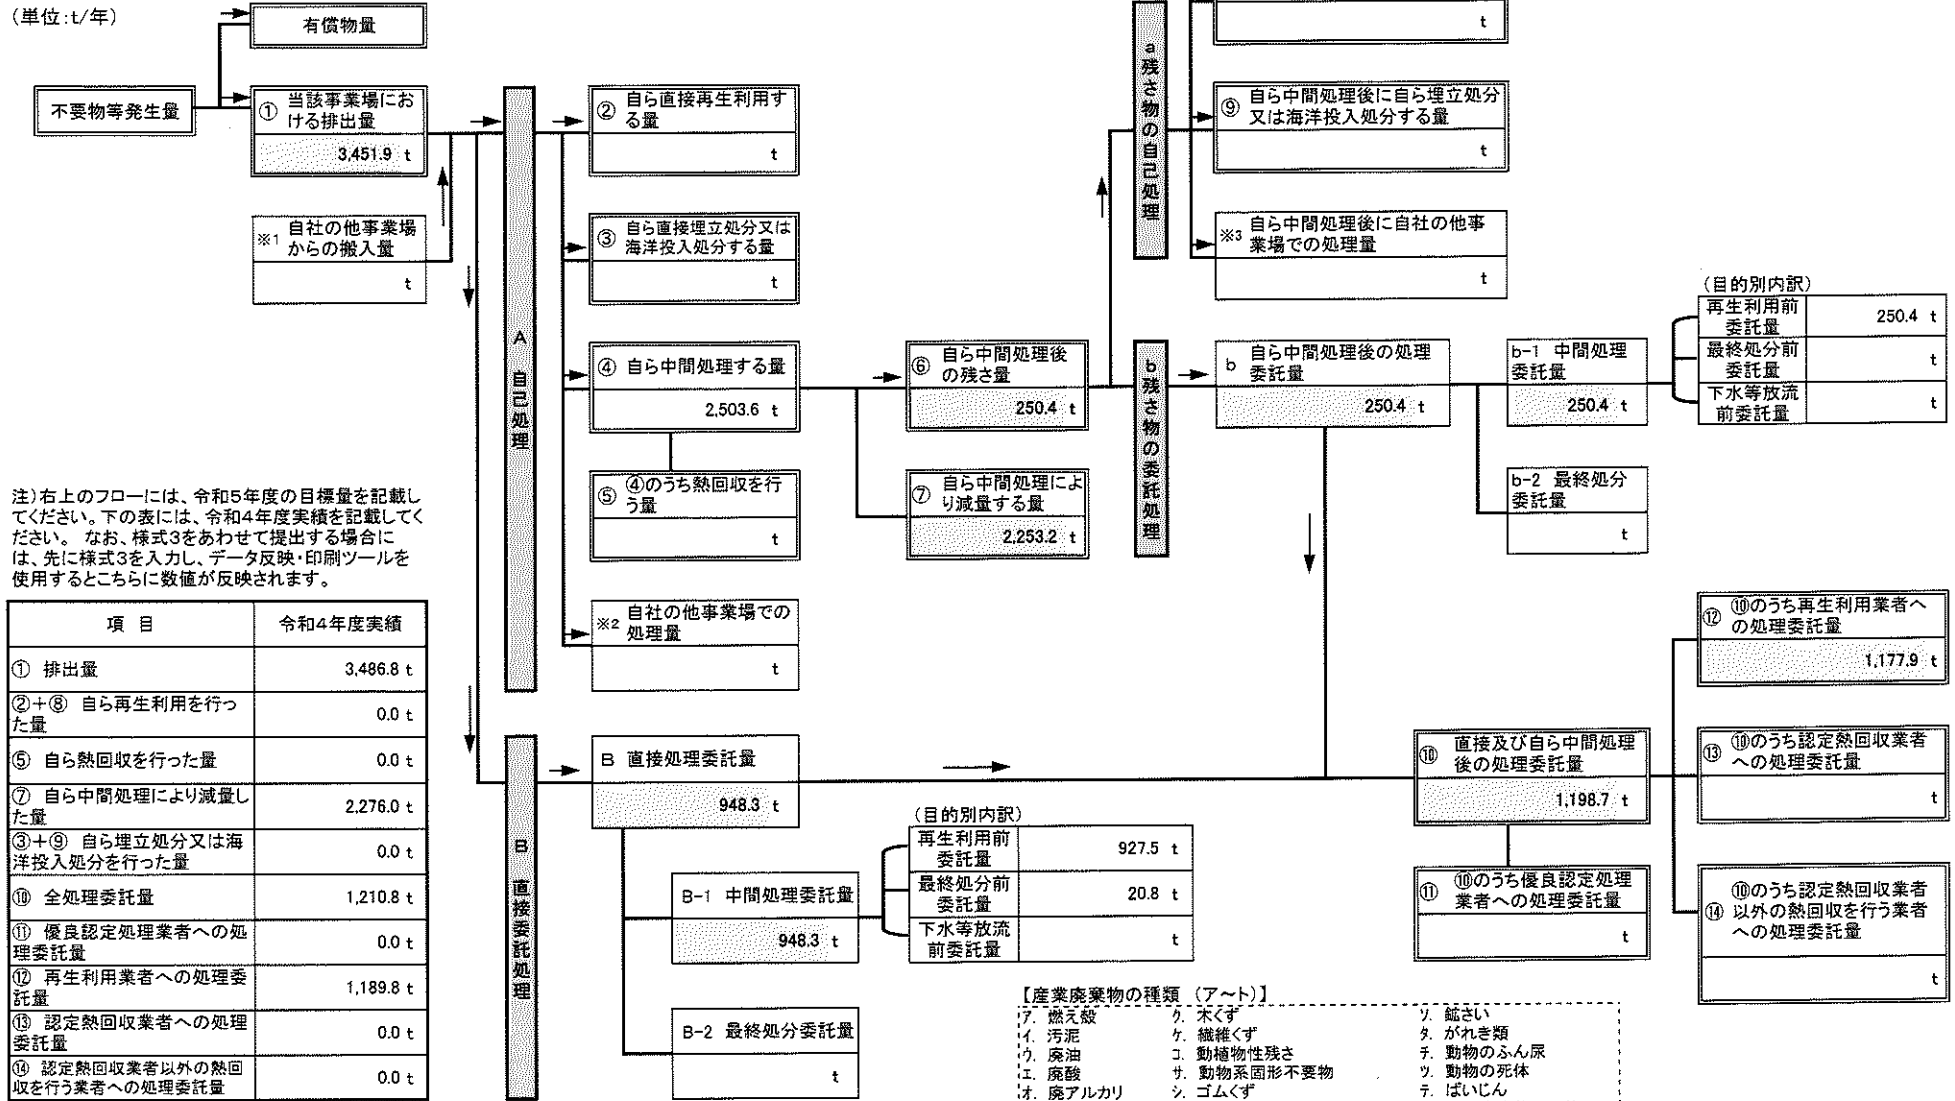 (単位:t/年)
有償物量
不要物等発生量
① 当該事業場にお
ける排出量
3,451.9 t
※1 自社の他事業場
からの搬入量
t
A 自己処理
② 自ら直接再生利用す
る量
t
③ 自ら直接埋立処分又は
海洋投入処分する量
t
④ 自ら中間処理する量
2,503.6 t
⑤ ④のうち熱回収を行
う量
t
※2 自社の他事業場での
処理量
t
⑥ 自ら中間処理後
の残さ量
250.4 t
⑦ 自ら中間処理によ
り減量する量
2,253.2 t
a 残さ物の自己処理
t
⑨ 自ら中間処理後に自ら埋立処分
又は海洋投入処分する量
t
※3 自ら中間処理後に自社の他事
業場での処理量
t
b 残さ物の委託処理
b 自ら中間処理後の処理
委託量
250.4 t
b-1 中間処理
委託量
250.4 t
b-2 最終処分
委託量
t
(目的別内訳)
再生利用前
委託量
250.4 t
最終処分前
委託量
t
下水等放流
前委託量
t
注)右上のフローには、令和5年度の目標量を記載し
てください。下の表には、令和4年度実績を記載してく
ださい。 なお、様式3をあわせて提出する場合に
は、先に様式3を入力し、データ反映・印刷ツールを
使用するとこちらに数値が反映されます。
項 目 令和4年度実績
① 排出量 3,486.8 t
②+⑧ 自ら再生利用を行っ
た量 0.0 t
⑤ 自ら熱回収を行った量 0.0 t
⑦ 自ら中間処理により減量し
た量 2,276.0 t
③+⑨ 自ら埋立処分又は海
洋投入処分を行った量 0.0 t
⑩ 全処理委託量 1,210.8 t
⑪ 優良認定処理業者への処
理委託量 0.0 t
⑫ 再生利用業者への処理委
託量 1,189.8 t
⑬ 認定熱回収業者への処理
委託量 0.0 t
⑭ 認定熱回収業者以外の熱回
収を行う業者への処理委託量 0.0 t
B 直接委託処理
B 直接処理委託量
948.3 t
B-1 中間処理委託量
948.3 t
B-2 最終処分委託量
t
(目的別内訳)
再生利用前
委託量
927.5 t
最終処分前
委託量
20.8 t
下水等放流
前委託量
t
⑩ 直接及び自ら中間処理
後の処理委託量
1,198.7 t
⑪ ⑩のうち優良認定処理
業者への処理委託量
t
⑫ ⑩のうち再生利用業者へ
の処理委託量
1,177.9 t
⑬ ⑩のうち認定熱回収業者
への処理委託量
t
⑭ ⑩のうち認定熱回収業者
以外の熱回収を行う業者
への処理委託量
t
【産業廃棄物の種類 (ア~ト)】
ア. 燃え殻 ク. 木くず ソ. 鉱さい
イ. 汚泥 ケ. 繊維くず タ. がれき類
ウ. 廃油 コ. 動植物性残さ チ. 動物のふん尿
エ. 廃酸 サ. 動物系固形不要物 ツ. 動物の死体
オ. 廃アルカリ シ. ゴムくず テ. ばいじん